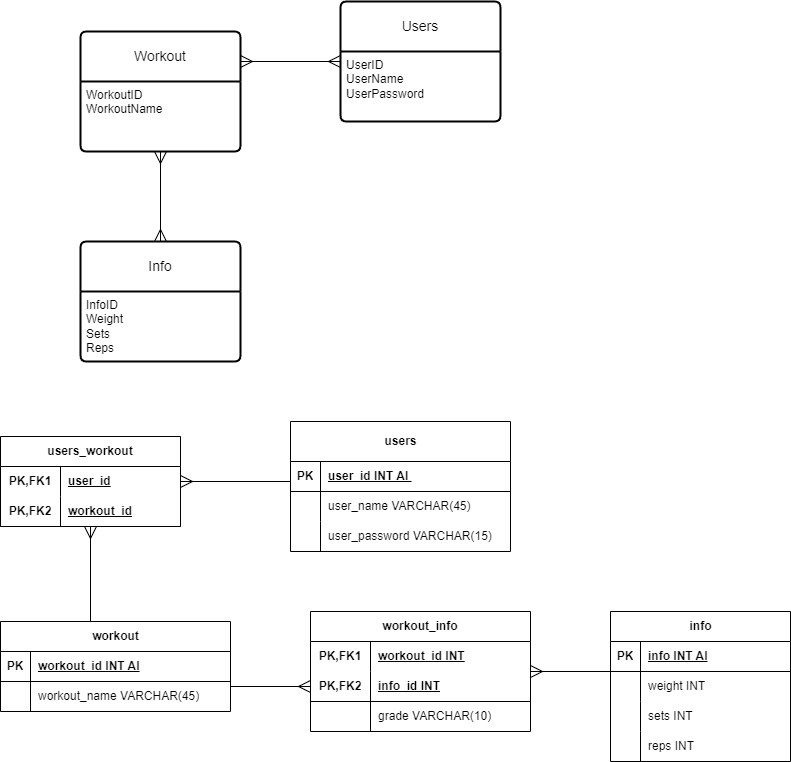 Users
UserID
UserName
UserPassword
Workout
WorkoutID
WorkoutName
Info
InfoID
Weight
Sets
Reps
users_workout
PK,FK1 user_id
PK,FK2 workout_id
users
PK user_id INT AI
user_name VARCHAR(45)
user_password VARCHAR(15)
workout
PK workout_id INT AI
workout_name VARCHAR(45)
workout_info
PK,FK1 workout_id INT
PK,FK2 info_id INT
grade VARCHAR(10)
info
PK info INT AI
weight INT
sets INT
reps INT